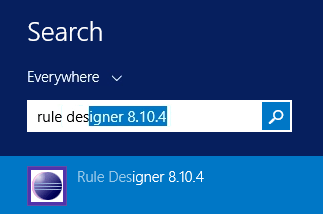 Search
Everywhere
rule designer 8.10.4
Rule Designer 8.10.4